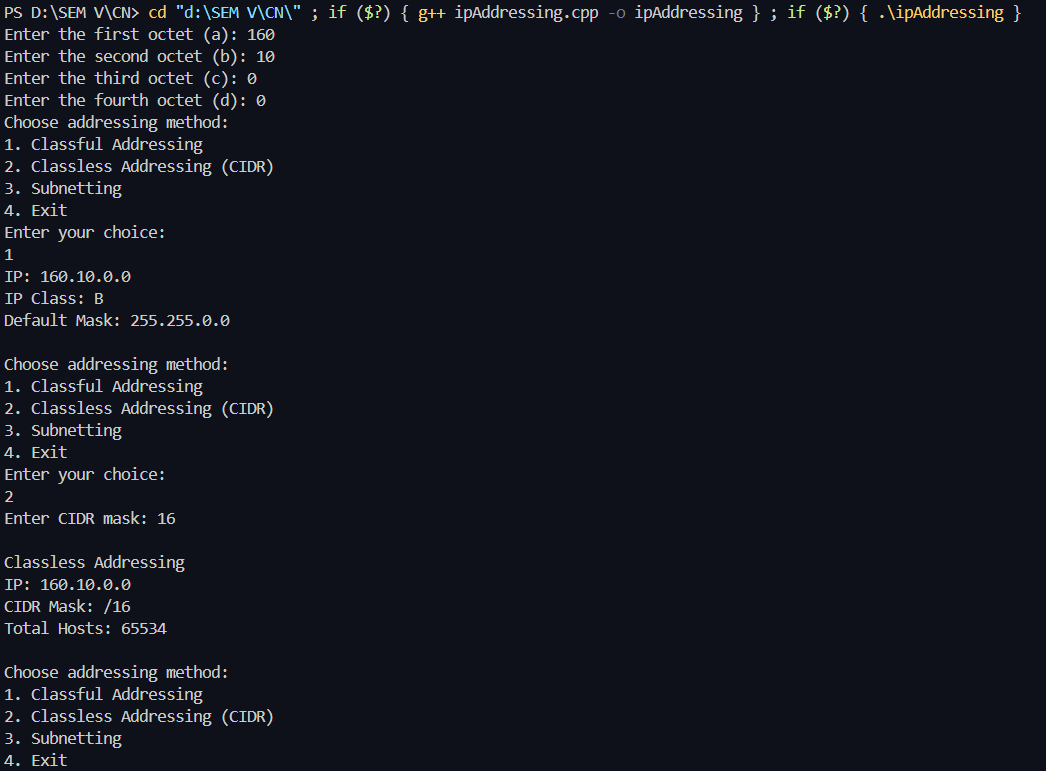 PS D:\SEM V\CN> cd "d:\SEM V\CN\" ; if ($?) { g++ ipAddressing.cpp -o ipAddressing } ; if ($?) { .\ipAddressing }
Enter the first octet (a): 160
Enter the second octet (b): 10
Enter the third octet (c): 0
Enter the fourth octet (d): 0
Choose addressing method:
1. Classful Addressing
2. Classless Addressing (CIDR)
3. Subnetting
4. Exit
Enter your choice:
1
IP: 160.10.0.0
IP Class: B
Default Mask: 255.255.0.0

Choose addressing method:
1. Classful Addressing
2. Classless Addressing (CIDR)
3. Subnetting
4. Exit
Enter your choice:
2
Enter CIDR mask: 16

Classless Addressing
IP: 160.10.0.0
CIDR Mask: /16
Total Hosts: 65534

Choose addressing method:
1. Classful Addressing
2. Classless Addressing (CIDR)
3. Subnetting
4. Exit